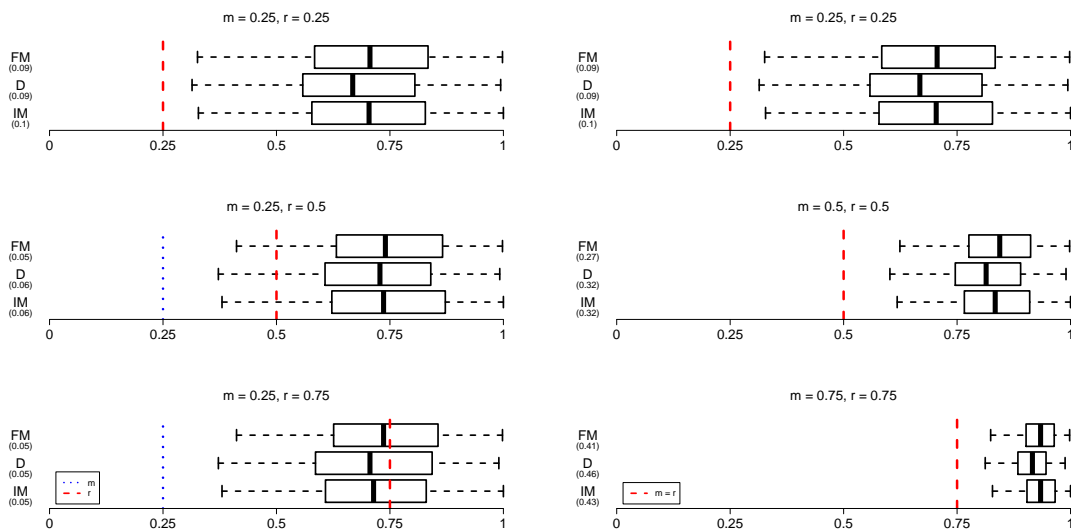 m = 0.25, r = 0.25
FM
(0.09)
D
(0.09)
IM
(0.1)
0 0.25 0.5 0.75 1
m = 0.25, r = 0.25
FM
(0.09)
D
(0.09)
IM
(0.1)
0 0.25 0.5 0.75 1
m = 0.25, r = 0.5
FM
(0.05)
D
(0.06)
IM
(0.06)
0 0.25 0.5 0.75 1
m = 0.5, r = 0.5
FM
(0.27)
D
(0.32)
IM
(0.32)
0 0.25 0.5 0.75 1
m = 0.25, r = 0.75
FM
(0.05)
D
(0.05)
IM
(0.05)
m
r
0 0.25 0.5 0.75 1
m = 0.75, r = 0.75
FM
(0.41)
D
(0.46)
IM
(0.43)
m = r
0 0.25 0.5 0.75 1